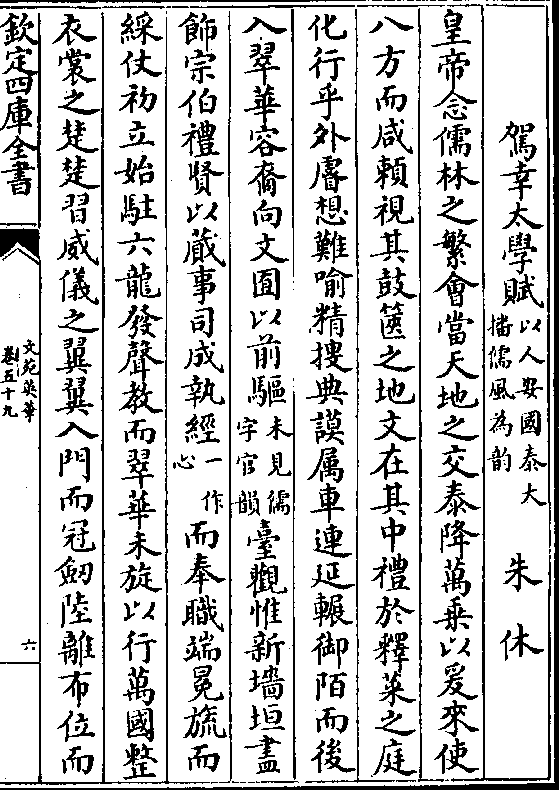 駕幸太學賦以人安國泰大播儒風為韵　朱休
皇帝念儒林之繁會當天地之交泰降萬乗以爰來使
八方而咸賴視其鼓篋之地文在其中禮於釋菜之庭
化行乎外睿想難喻精搜典謨属車連延輾御陌而後
入翠華容裔向文囿以前驅未見儒字官韻臺觀惟新墻垣盡
飾宗伯禮賢以蕆事司成執經一作心而奉職端冕旒而
綵仗初立始駐六龍發聲教而翠華未旋以行萬國整
衣裳之楚楚習威儀之翼翼入門而冠劒陸離布位而
欽定四庫全書
文苑英華
卷五十九
六